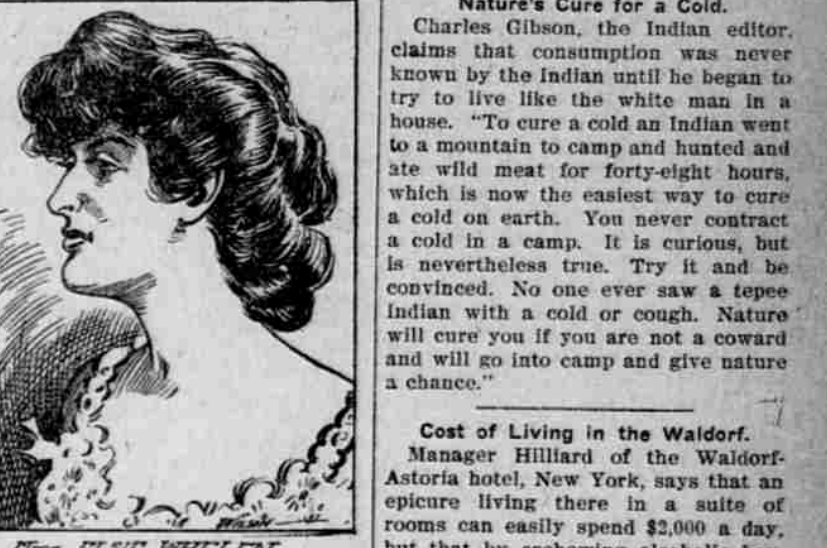 Nature's Cure for a Cold.
Charles Gibson, the Indian editor,
claims that consumption was never
known by the Indian until he began to
try to live like the white man in a
house. "To cure a cold an Indian went
to a mountain to camp and hunted and
ate wild meat for forty-eight hours,
which is now the easiest way to cure
a cold on earth. You never contract
a cold in a camp. It is curious, but
is nevertheless true. Try it and be
convinced. No one ever saw a tepee
Indian with a cold or cough. Nature
will cure you if you are not a coward
and will go into camp and give nature
a chance."
Cost of Living in the Waldorf.
Manager Hilliard of the Waldorf-
Astoria hotel, New York, says that an
epicure living there in a suite of
rooms can easily spend $2,000 a day,
but that by